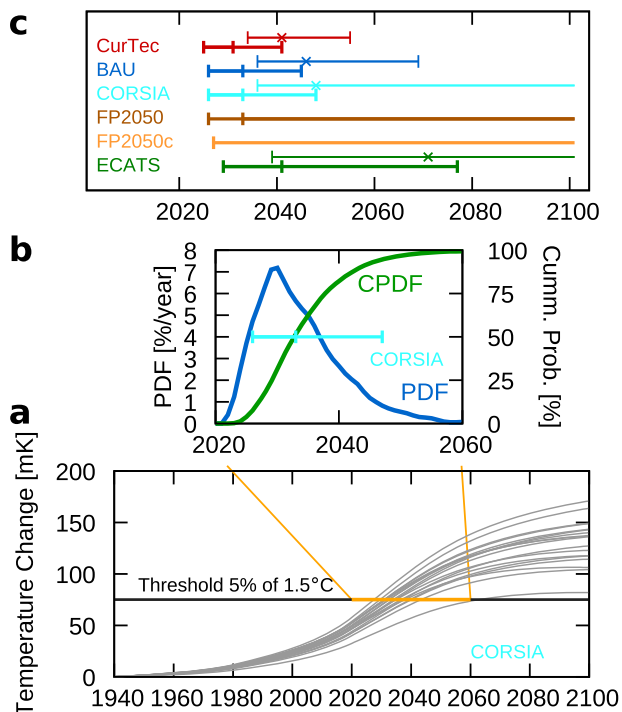 c
CurTec
BAU
CORSIA
FP2050
FP2050c
ECATS
2020 2040 2060 2080 2100
b
PDF [%/year]
8
7
6
5
4
3
2
1
0
CPDF
CORSIA
PDF
100
75
50
25
0
Cumm. Prob. [%]
2020 2040 2060
a
Temperature Change [mK]
200
150
100
50
0
Threshold 5% of 1.5°C
CORSIA
1940 1960 1980 2000 2020 2040 2060 2080 2100